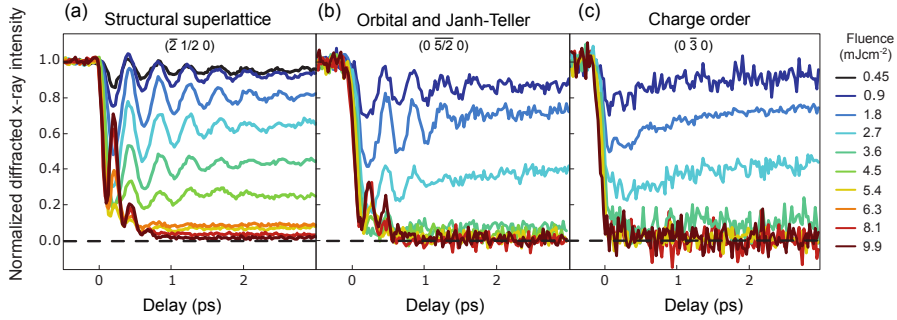 (a) Structural superlattice
(2̅ 1/2 0)
(b) Orbital and Janh-Teller
(0 5̅/̅2̅ 0)
(c) Charge order
(0 3̅ 0)
Normalized diffracted x-ray intensity
1.0
0.8
0.6
0.4
0.2
0.0
0 1 2
0 1 2
0 1 2
Delay (ps)
Delay (ps)
Delay (ps)
Fluence
(mJcm⁻²)
0.45
0.9
1.8
2.7
3.6
4.5
5.4
6.3
8.1
9.9